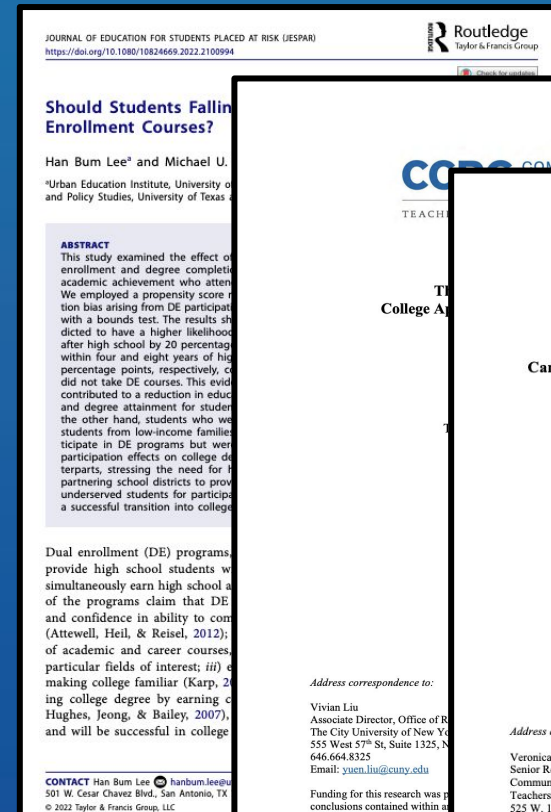 JOURNAL OF EDUCATION FOR STUDENTS PLACED AT RISK (JESPAR)
https://doi.org/10.1080/10824669.2022.2100994
ROUTLEDGE
Routledge
Taylor & Francis Group
Check for updates
Should Students Fallin
Enrollment Courses?
Han Bum Leeᵃ and Michael U.
ᵃUrban Education Institute, University o
and Policy Studies, University of Texas a
ABSTRACT
This study examined the effect of
enrollment and degree completi
academic achievement who atten
We employed a propensity score
tion bias arising from DE participati
with a bounds test. The results sh
dicted to have a higher likelihood
after high school by 20 percentag
within four and eight years of hig
percentage points, respectively, c
did not take DE courses. This evid
contributed to a reduction in educ
and degree attainment for studen
the other hand, students who we
students from low-income families
ticipate in DE programs but wer
participation effects on college de
terparts, stressing the need for h
partnering school districts to prov
underserved students for participa
a successful transition into college
Dual enrollment (DE) programs,
provide high school students w
simultaneously earn high school a
of the programs claim that DE
and confidence in ability to com
(Attewell, Heil, & Reisel, 2012);
of academic and career courses,
particular fields of interest; iii) e
making college familiar (Karp, 2
ing college degree by earning c
Hughes, Jeong, & Bailey, 2007),
and will be successful in college
CONTACT Han Bum Lee hanbum.lee@u
501 W. Cesar Chavez Blvd., San Antonio, TX
© 2022 Taylor & Francis Group, LLC
TEACH
Th
College Ap
T
Address correspondence to:
Vivian Liu
Associate Director, Office of R
The City University of New Yo
555 West 57th St, Suite 1325, N
646.664.8325
Email: yuen.liu@cuny.edu
Funding for this research was p
conclusions contained within a
Can
Address
Veronica
Senior Re
Commun
Teachers
525 W. 1